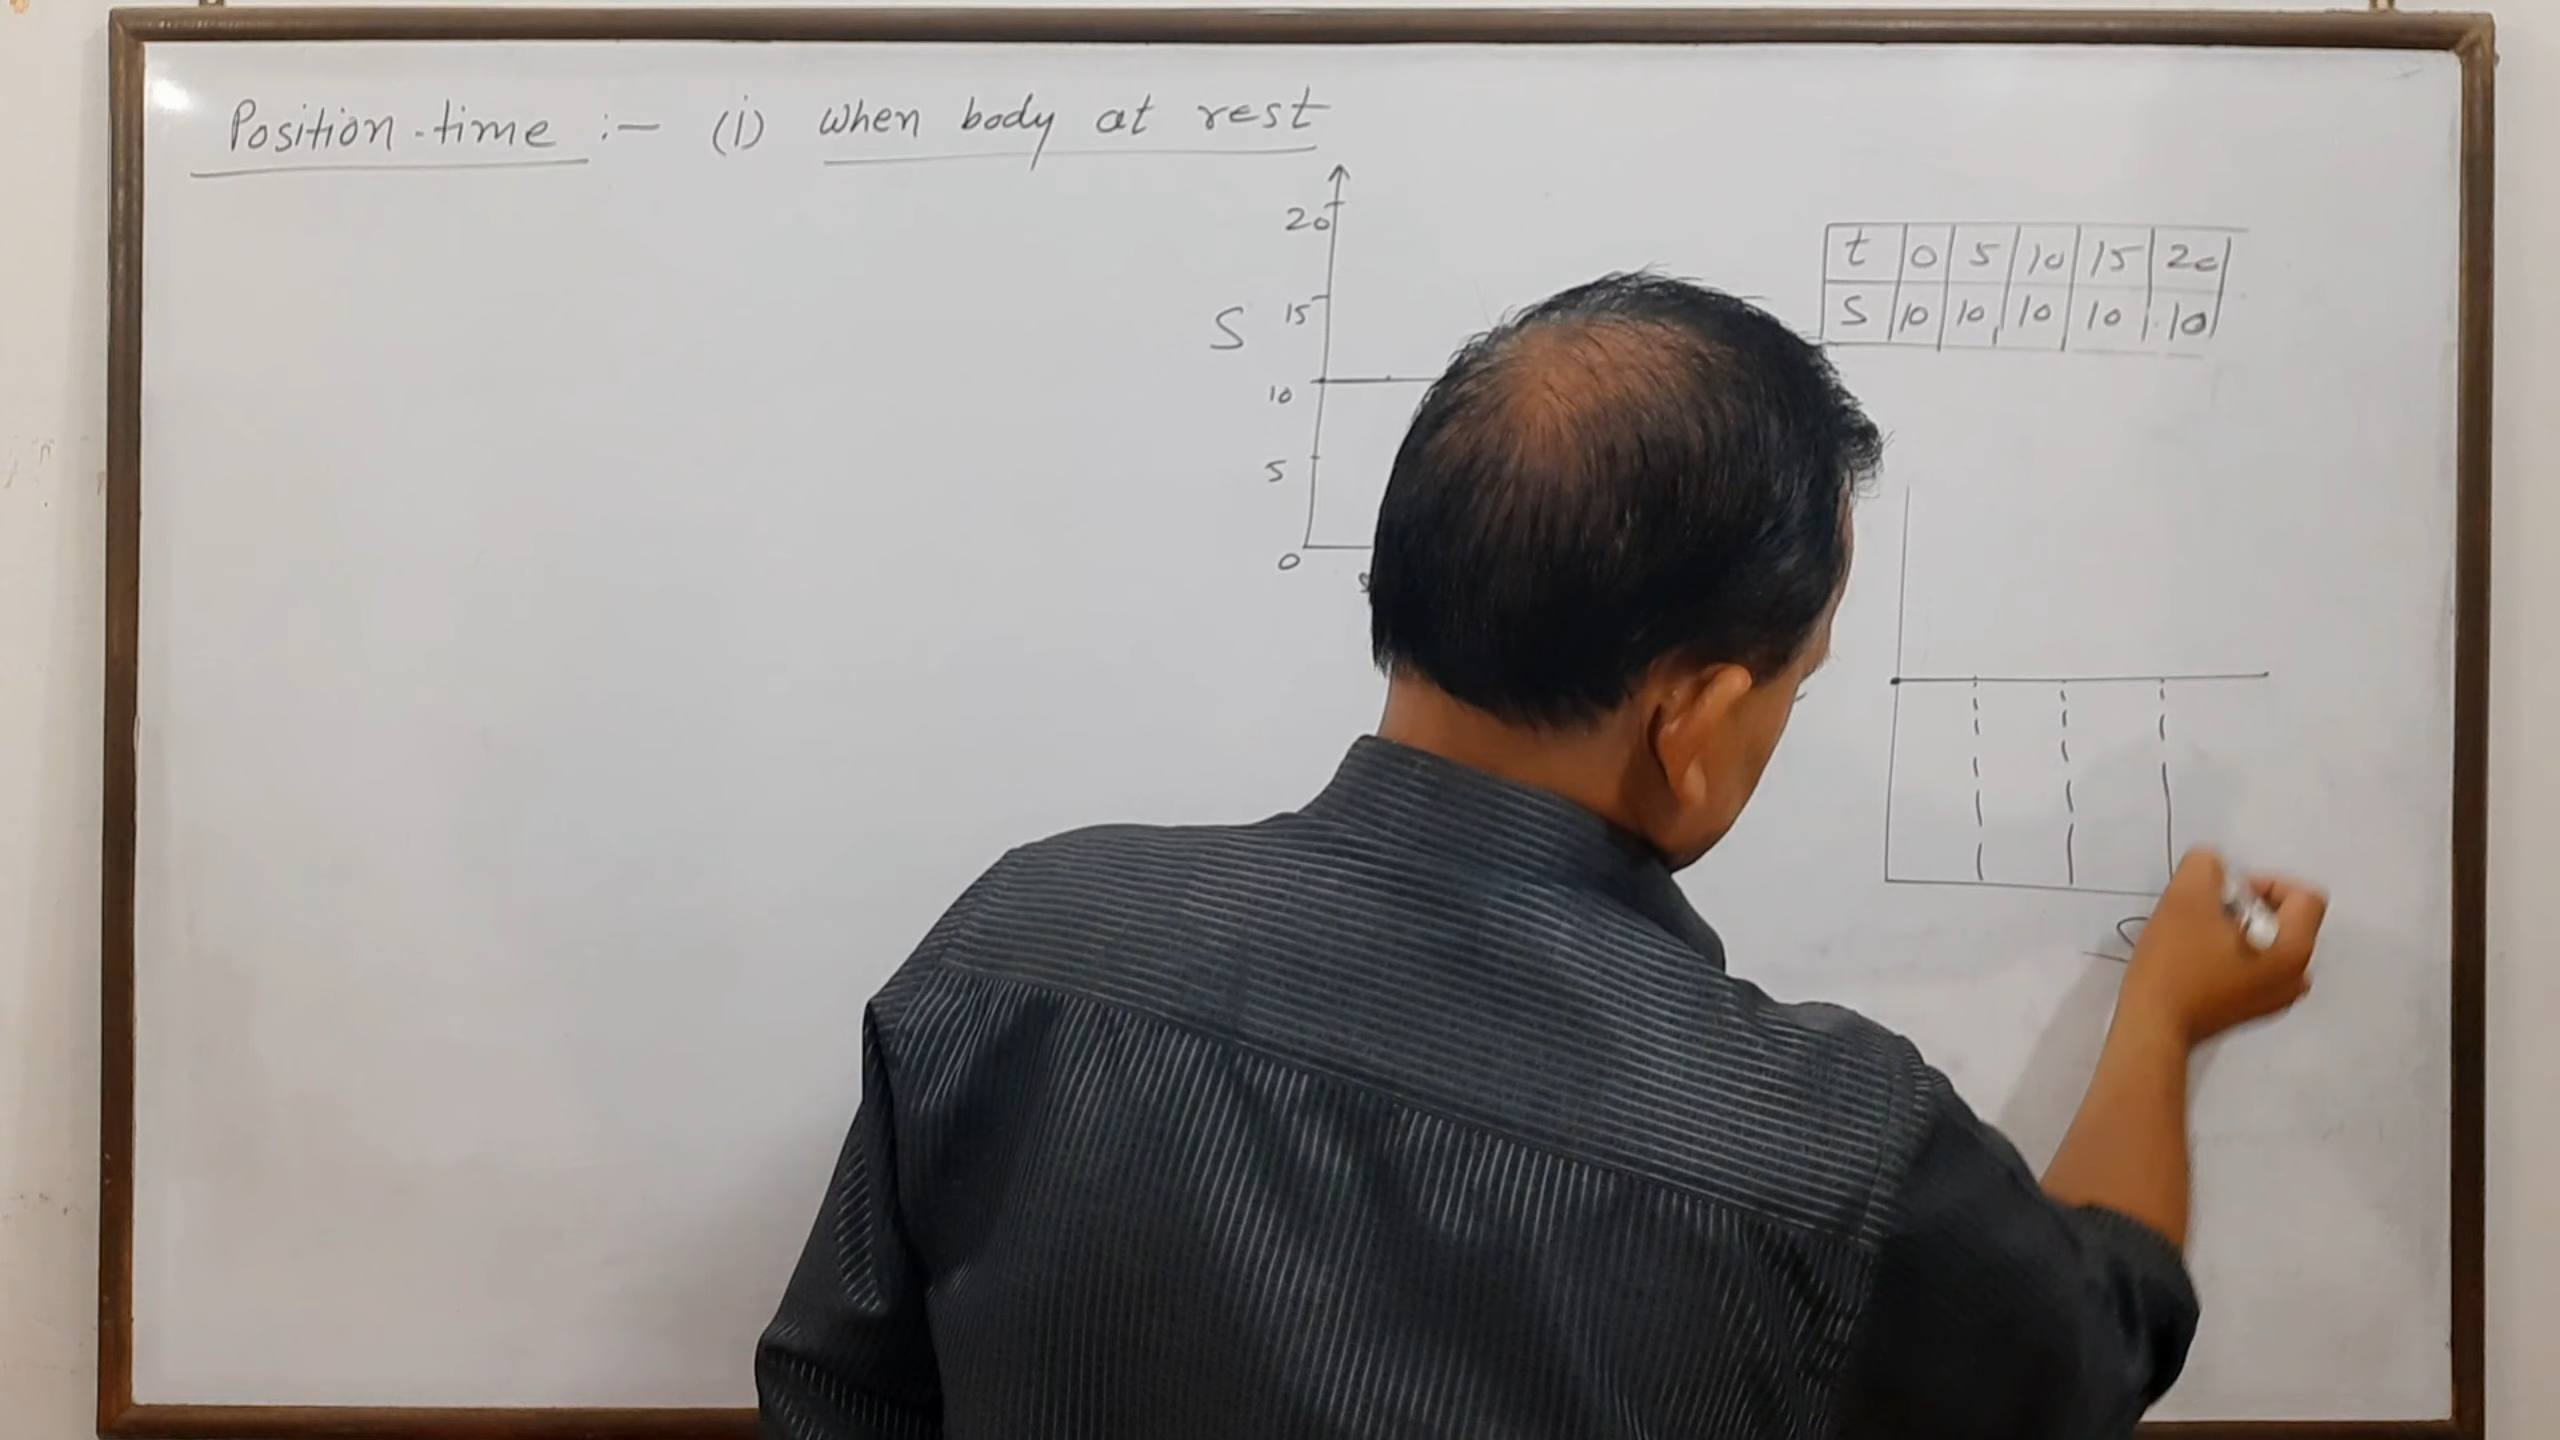 Position-time :- (i) when body at rest
20
S 15
10
5
0
t 0 5 10 15 20
S 10 10 10 10 10